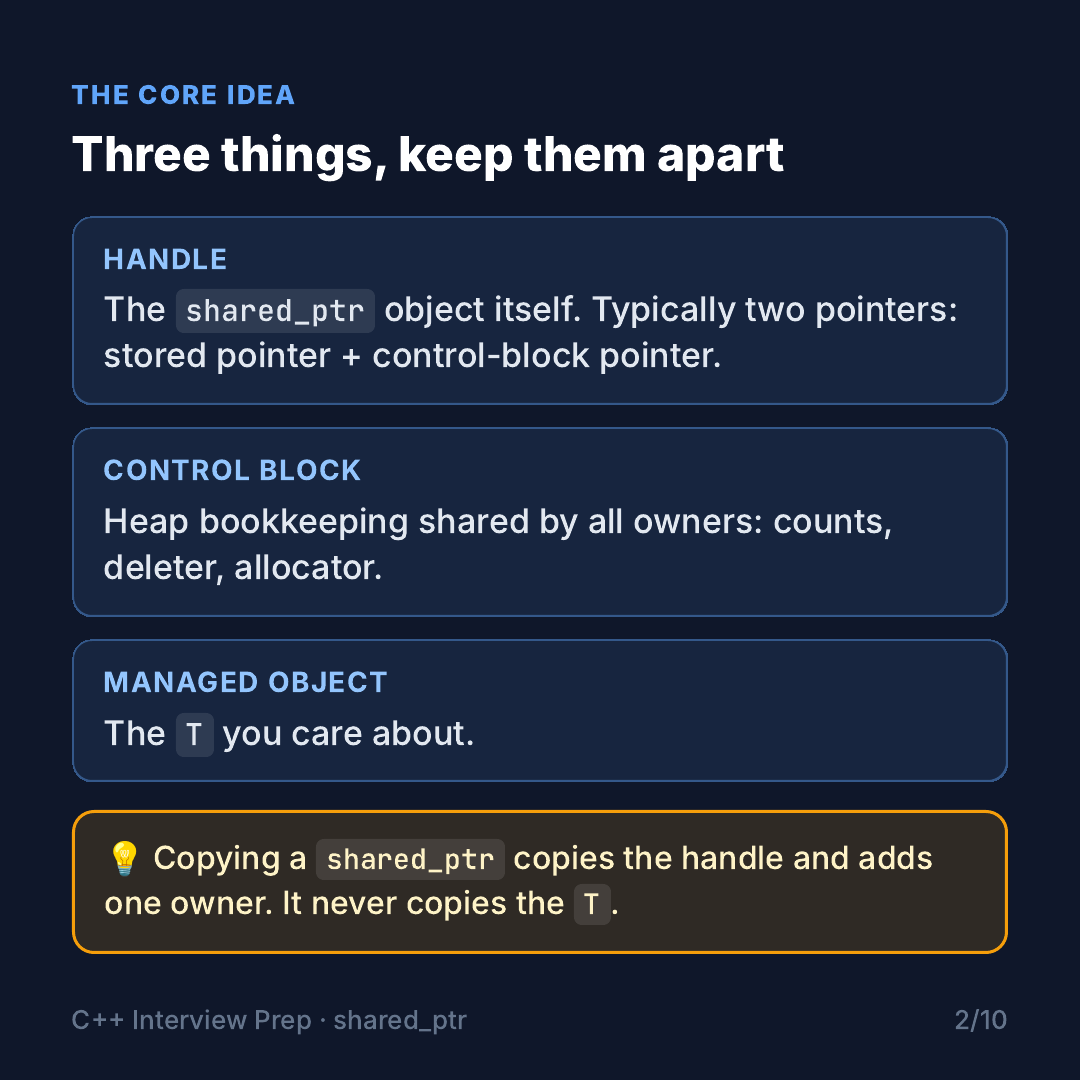 THE CORE IDEA
Three things, keep them apart
HANDLE
The shared_ptr object itself. Typically two pointers:
stored pointer + control-block pointer.
CONTROL BLOCK
Heap bookkeeping shared by all owners: counts,
deleter, allocator.
MANAGED OBJECT
The T you care about.
💡 Copying a shared_ptr copies the handle and adds
one owner. It never copies the T.
C++ Interview Prep · shared_ptr
2/10